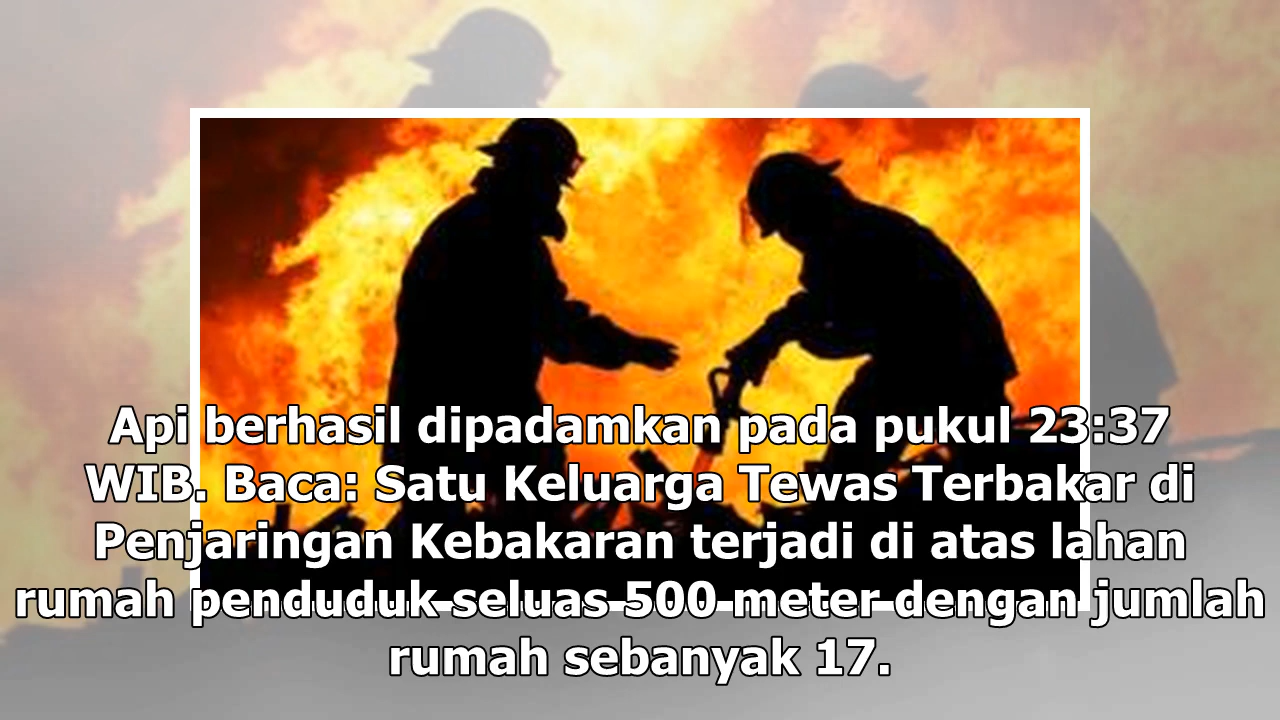 Api berhasil dipadamkan pada pukul 23:37
WIB. Baca: Satu Keluarga Tewas Terbakar di
Penjaringan Kebakaran terjadi di atas lahan
rumah penduduk seluas 500 meter dengan jumlah
rumah sebanyak 17.